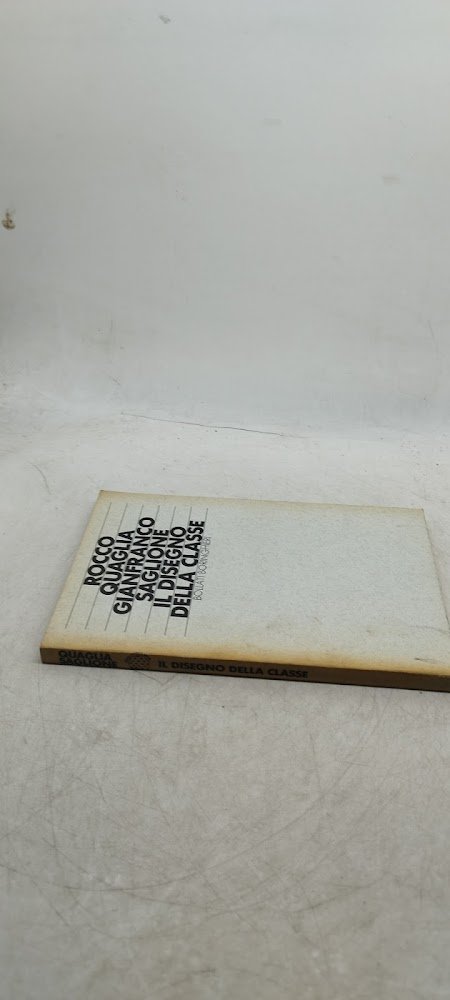 ROCCO
QUAGLIA
GIANFRANCO
SAGLIONE
IL DISEGNO
DELLA CLASSE
BOLLATI BORINGHIERI
QUAGLIA
SAGLIONE
IL DISEGNO DELLA CLASSE